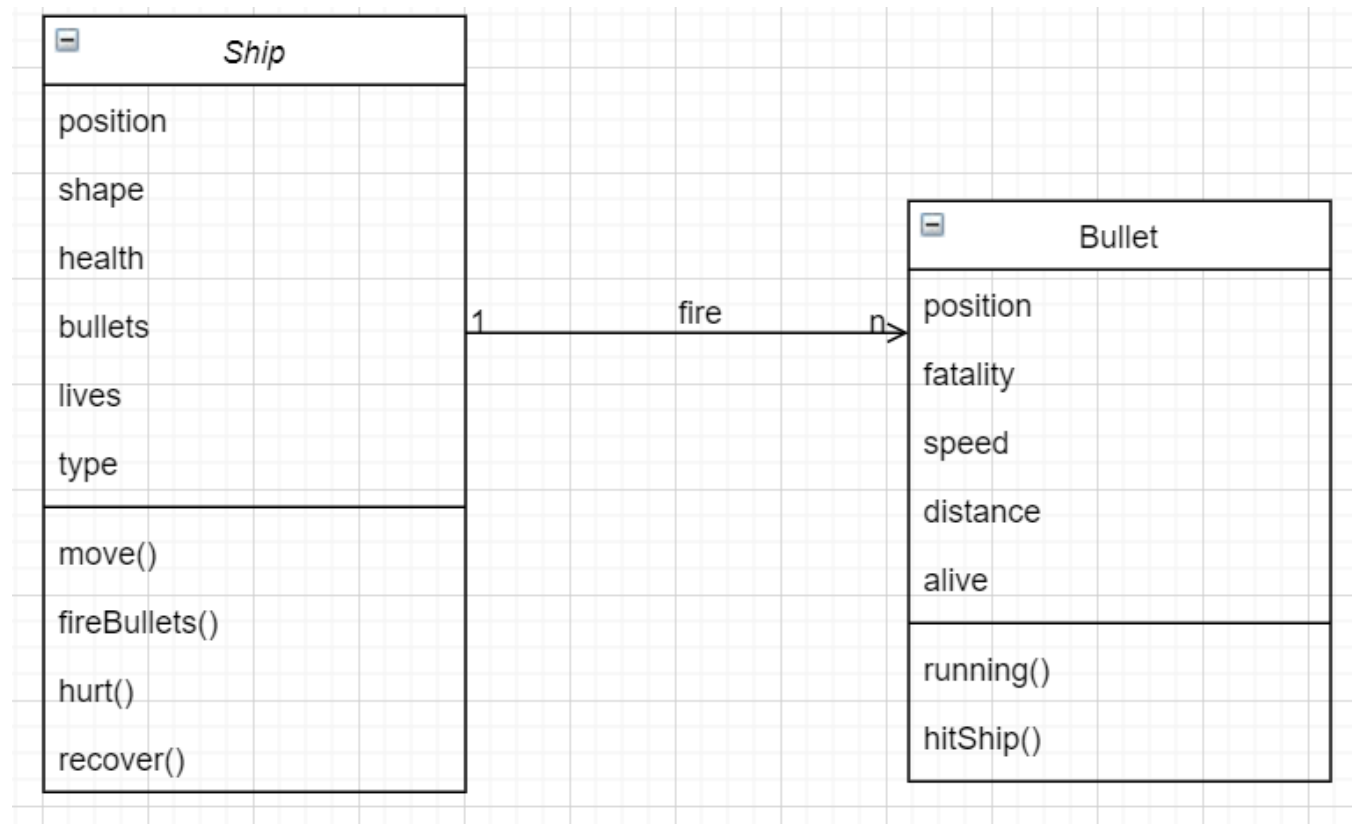 Ship
position
shape
health
bullets
lives
type
move()
fireBullets()
hurt()
recover()
1
fire
n
Bullet
position
fatality
speed
distance
alive
running()
hitShip()